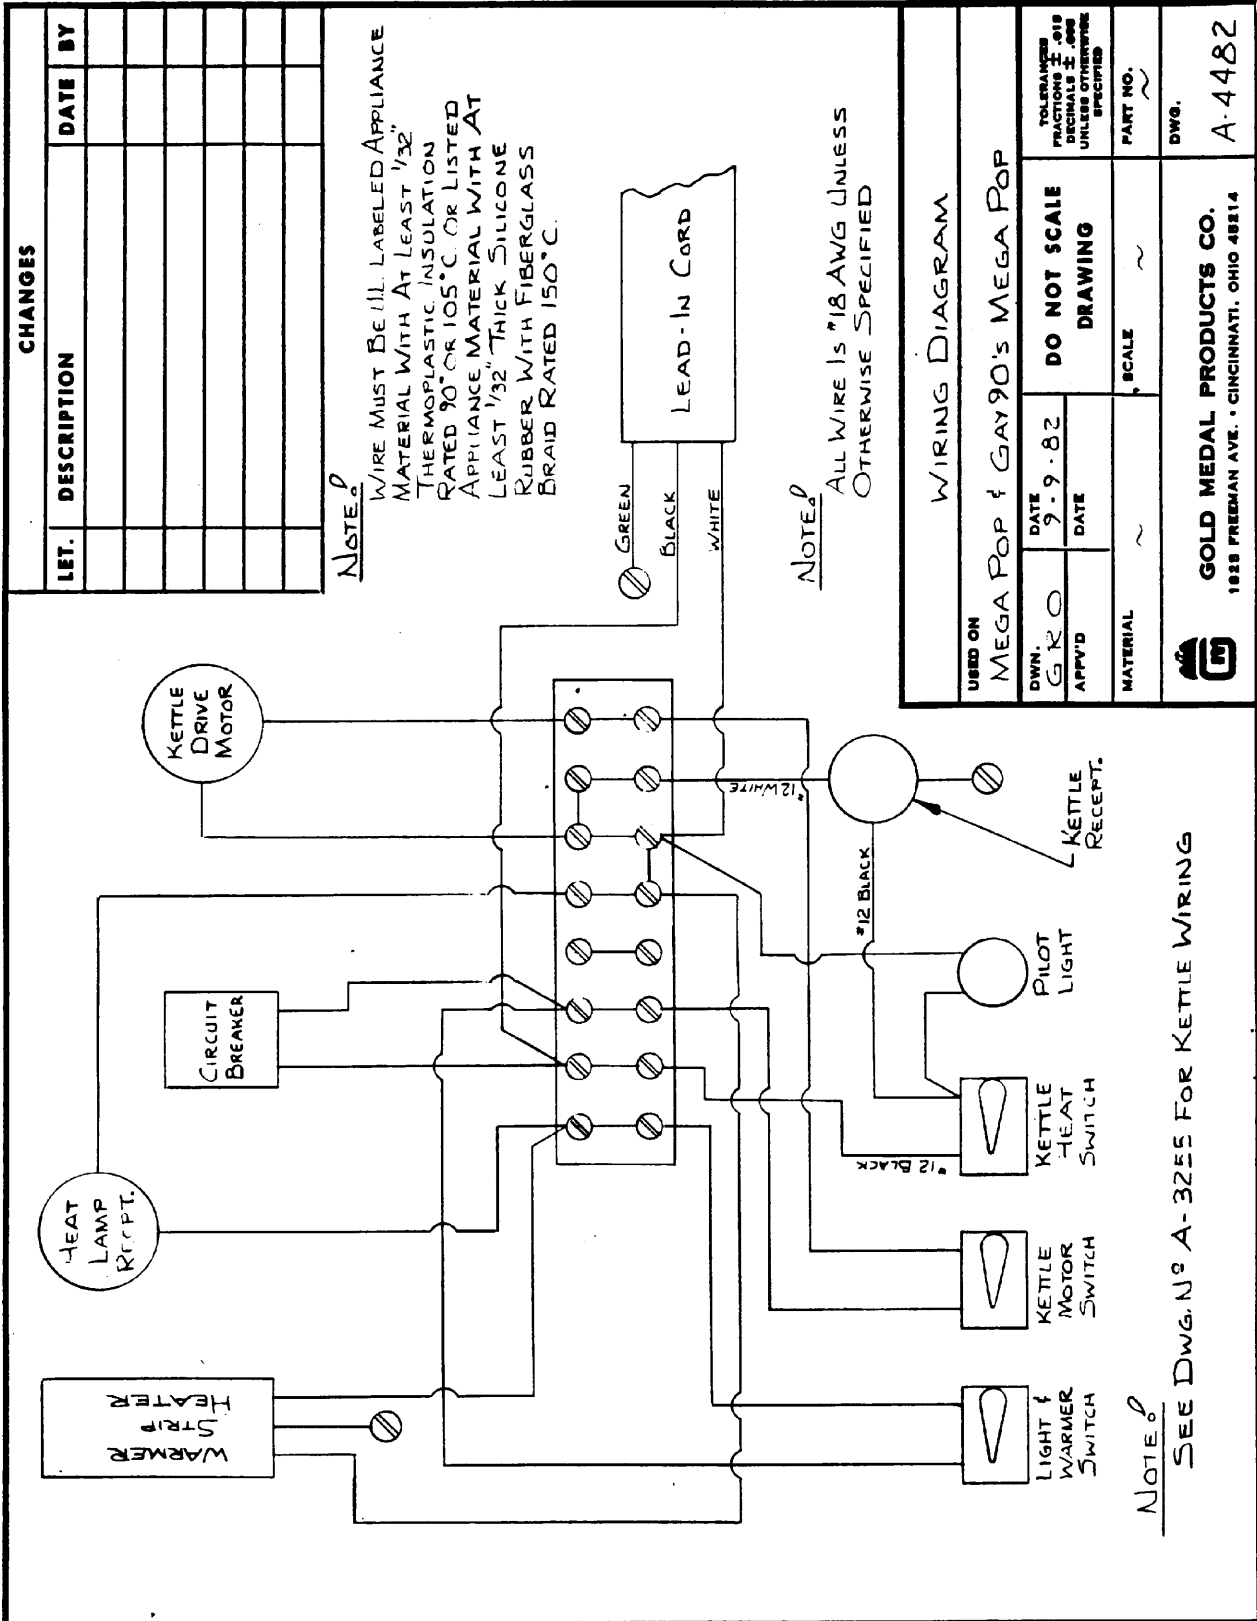 CHANGES
LET. DESCRIPTION DATE BY
NOTE:
WIRE MUST BE U.L. LABELED APPLIANCE
MATERIAL WITH AT LEAST 1/32"
THERMOPLASTIC INSULATION
RATED 90° OR 105°C. OR LISTED
APPLIANCE MATERIAL WITH AT
LEAST 1/32" THICK SILICONE
RUBBER WITH FIBERGLASS
BRAID RATED 150°C.
LEAD-IN CORD
GREEN
BLACK
WHITE
NOTE:
ALL WIRE IS #18 AWG UNLESS
OTHERWISE SPECIFIED
WARMER
STRIP
HEATER
HEAT
LAMP
RECPT.
CIRCUIT
BREAKER
KETTLE
DRIVE
MOTOR
#12 WHITE
#12 BLACK
#12 BLACK
LIGHT &
WARMER
SWITCH
KETTLE
MOTOR
SWITCH
KETTLE
HEAT
SWITCH
PILOT
LIGHT
KETTLE
RECEPT.
NOTE:
SEE DWG. Nº A-3255 FOR KETTLE WIRING
WIRING DIAGRAM
USED ON
MEGA POP & GAY 90'S MEGA POP
DWN. GRO
DATE 9-9-82
APPV'D
DATE
DO NOT SCALE
DRAWING
TOLERANCES
FRACTIONS ± .015
DECIMALS ± .005
UNLESS OTHERWISE
SPECIFIED
MATERIAL ~
SCALE ~
PART NO. ~
GOLD MEDAL PRODUCTS CO.
1825 FREEMAN AVE. • CINCINNATI, OHIO 45214
DWG.
A-4482